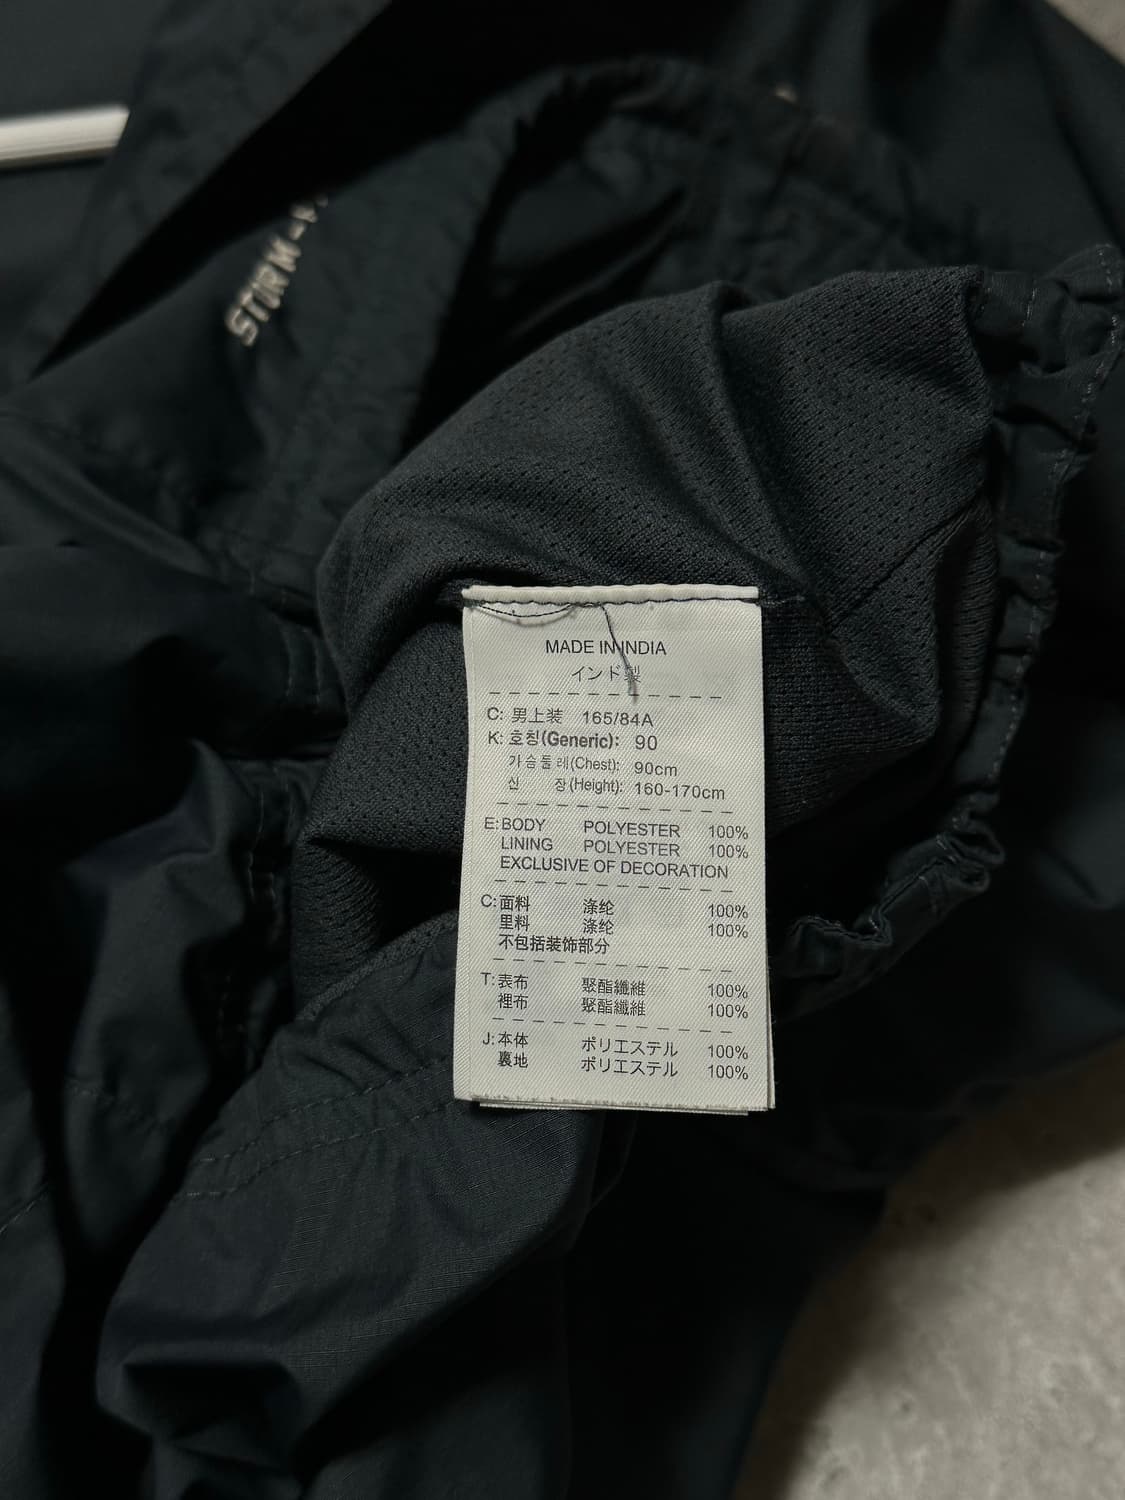 STORM-
MADE IN INDIA
インド製
C: 男上装 165/84A
K: 호칭(Generic): 90
가슴둘레(Chest): 90cm
신 장(Height): 160-170cm
E: BODY POLYESTER 100%
LINING POLYESTER 100%
EXCLUSIVE OF DECORATION
C: 面料 涤纶 100%
里料 涤纶 100%
不包括装饰部分
T: 表布 聚酯纖維 100%
裡布 聚酯纖維 100%
J: 本体 ポリエステル 100%
裏地 ポリエステル 100%